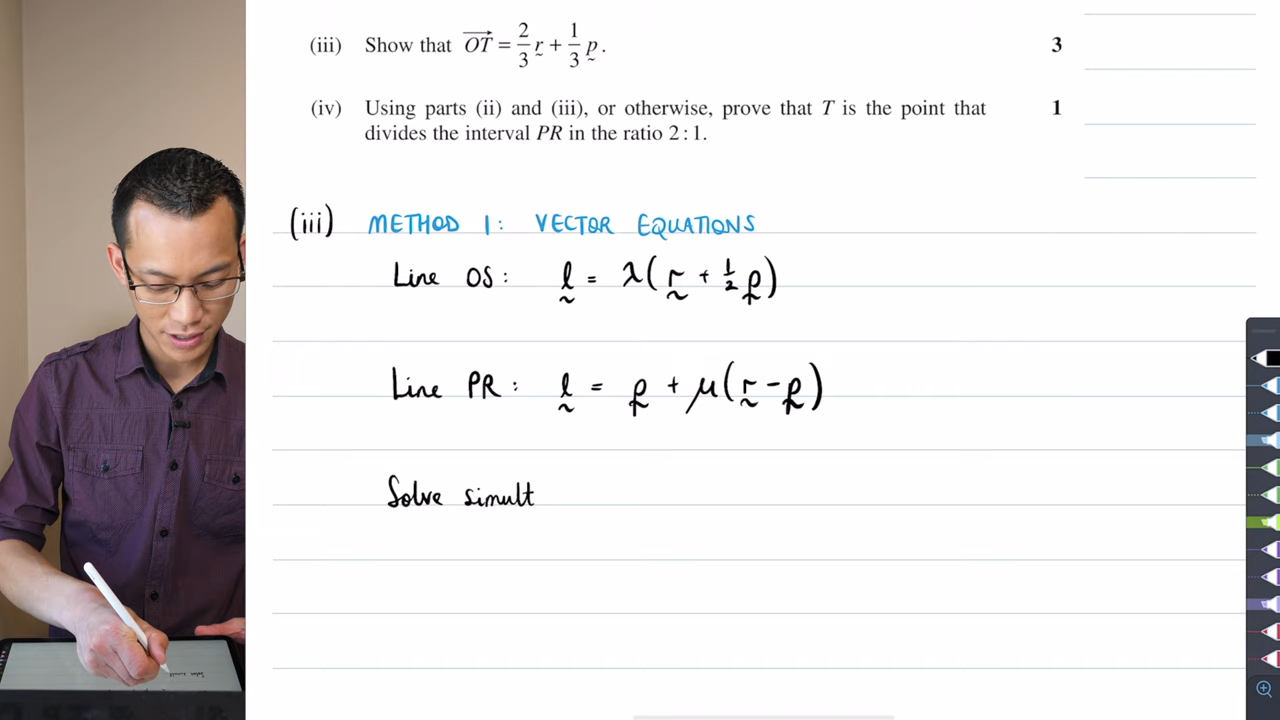 (iii) Show that $\overrightarrow{OT} = \frac{2}{3}\underset{\sim}{r} + \frac{1}{3}\underset{\sim}{p}$. 3
(iv) Using parts (ii) and (iii), or otherwise, prove that T is the point that 1
divides the interval PR in the ratio 2 : 1.
(iii) METHOD 1: VECTOR EQUATIONS
Line OS: $\underset{\sim}{l} = \lambda(\underset{\sim}{r} + \frac{1}{2}\underset{\sim}{p})$
Line PR: $\underset{\sim}{l} = \underset{\sim}{p} + \mu(\underset{\sim}{r} - \underset{\sim}{p})$
Solve simult